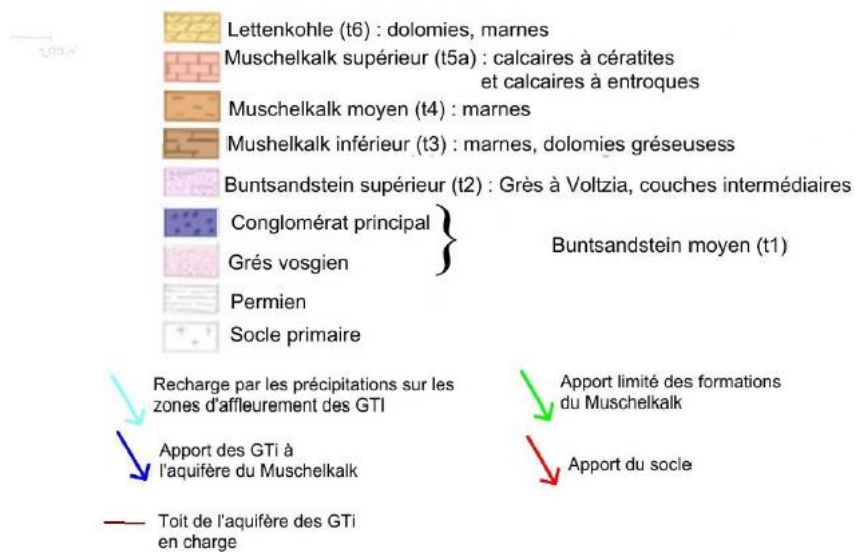 Lettenkohle (t6) : dolomies, marnes
Muschelkalk supérieur (t5a) : calcaires à cératites
et calcaires à entroques
Muschelkalk moyen (t4) : marnes
Mushelkalk inférieur (t3) : marnes, dolomies gréseusess
Buntsandstein supérieur (t2) : Grès à Voltzia, couches intermédiaires
Conglomérat principal
Buntsandstein moyen (t1)
Grés vosgien
Permien
Socle primaire
Recharge par les précipitations sur les
zones d'affleurement des GTI
Apport limité des formations
du Muschelkalk
Apport des GTi à
l'aquifère du Muschelkalk
Apport du socle
Toit de l'aquifère des GTi
en charge